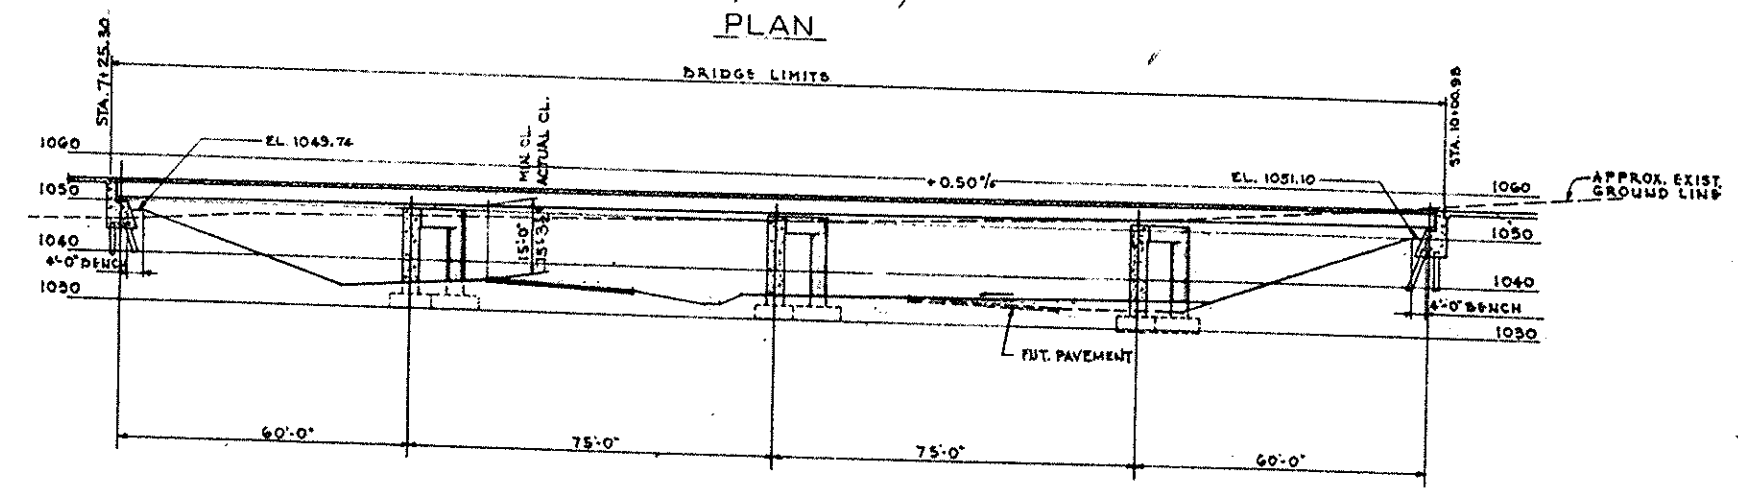 PLAN
STA. 7+25.30
BRIDGE LIMITS
STA. 10+00.98
MIN. CL.
ACTUAL CL.
1060
EL. 1049.74
1050
+0.50%
EL. 1051.10
1060
APPROX. EXIST.
GROUND LINE
1050
15'-0"
1040
4'-0" BENCH
1040
1030
4'-0" BENCH
1030
FUT. PAVEMENT
60'-0"
75'-0"
75'-0"
60'-0"